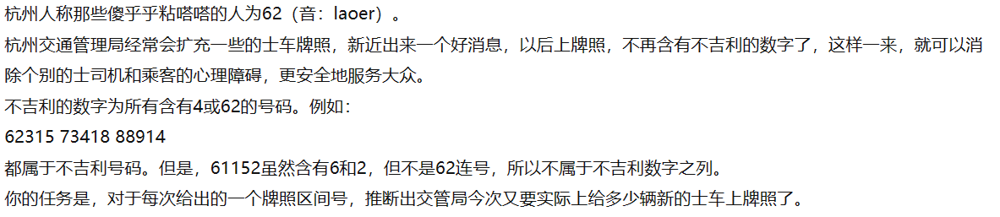 杭州人称那些傻乎乎粘嗒嗒的人为62（音：laoer）。
杭州交通管理局经常会扩充一些的士车牌照，新近出来一个好消息，以后上牌照，不再含有不吉利的数字了，这样一来，就可以消
除个别的士司机和乘客的心理障碍，更安全地服务大众。
不吉利的数字为所有含有4或62的号码。例如：
62315 73418 88914
都属于不吉利号码。但是，61152虽然含有6和2，但不是62连号，所以不属于不吉利数字之列。
你的任务是，对于每次给出的一个牌照区间号，推断出交管局今次又要实际上给多少辆新的士车上牌照了。